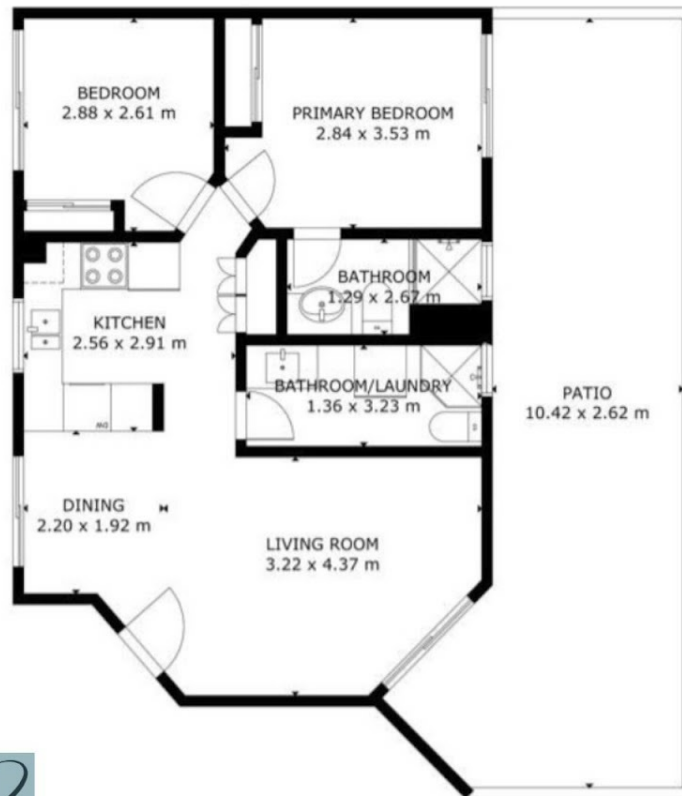 BEDROOM
2.88 x 2.61 m
PRIMARY BEDROOM
2.84 x 3.53 m
BATHROOM
1.29 x 2.67 m
KITCHEN
2.56 x 2.91 m
BATHROOM/LAUNDRY
1.36 x 3.23 m
PATIO
10.42 x 2.62 m
DW
DINING
2.20 x 1.92 m
LIVING ROOM
3.22 x 4.37 m